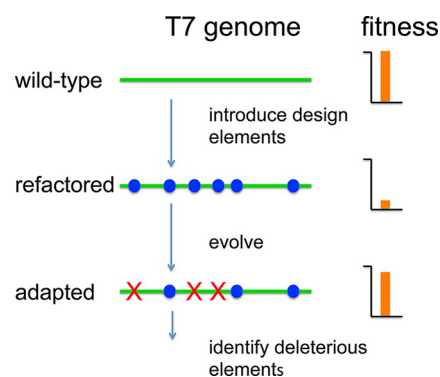 T7 genome
fitness
wild-type
introduce design
elements
refactored
evolve
adapted
identify deleterious
elements